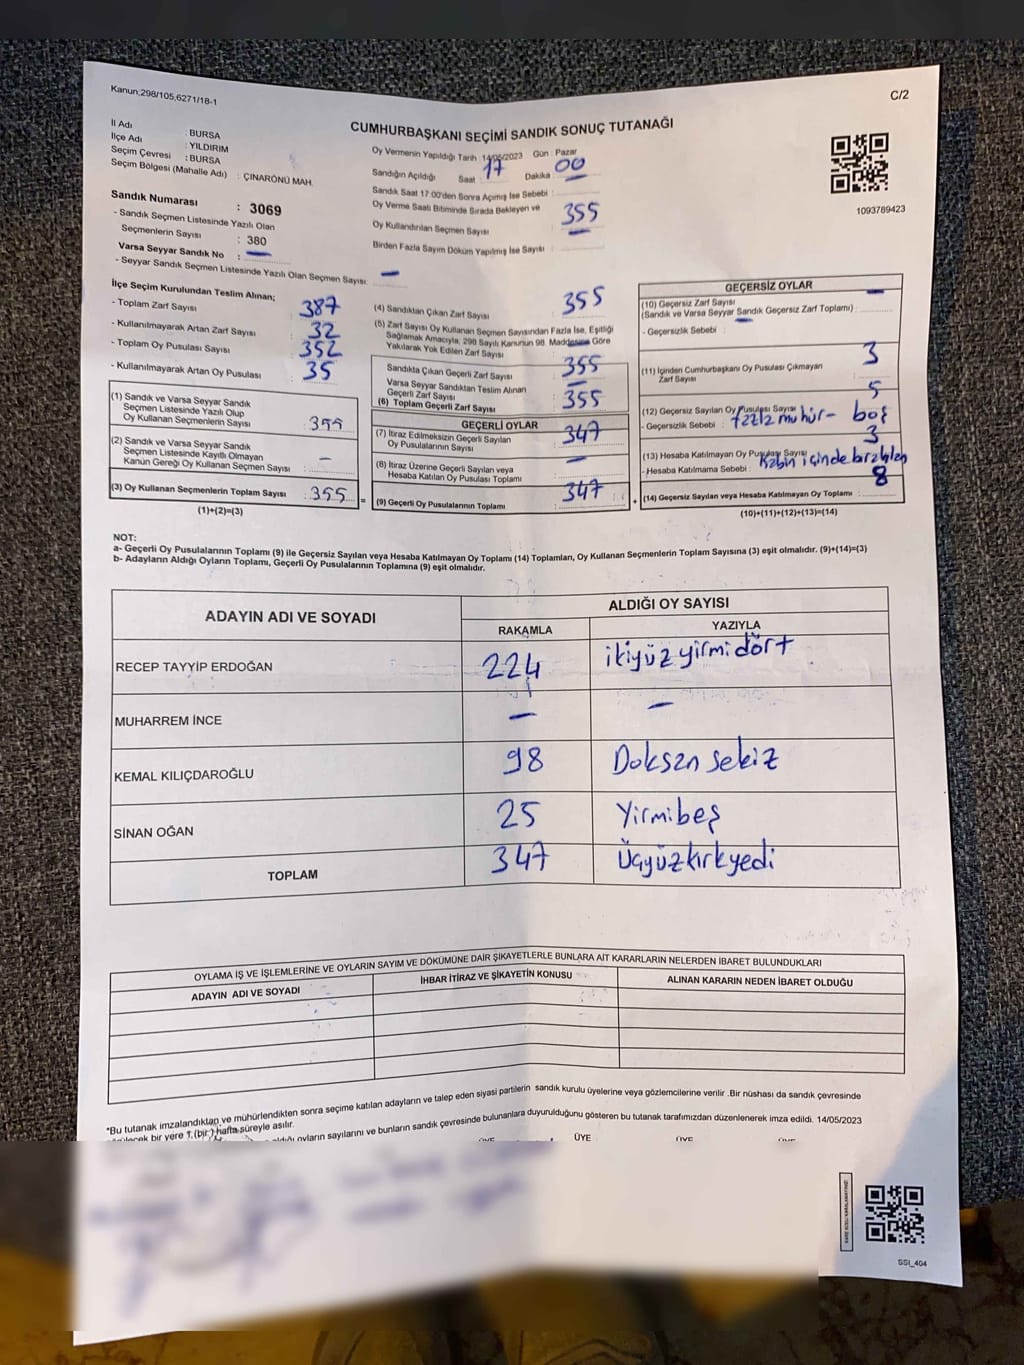 Kanun,298/105,6271/18-1
C/2
CUMHURBAŞKANI SEÇİMİ SANDIK SONUÇ TUTANAĞI
İl Adı : BURSA
İlçe Adı : YILDIRIM
Seçim Çevresi : BURSA
Seçim Bölgesi (Mahalle Adı) : ÇINARÖNÜ MAH.
Sandık Numarası : 3069
- Sandık Seçmen Listesinde Yazılı Olan
Seçmenlerin Sayısı : 380
Varsa Seyyar Sandık No : -
- Seyyar Sandık Seçmen Listesinde Yazılı Olan Seçmen Sayısı: -
Oy Vermenin Yapıldığı Tarih 14/05/2023 Gün : Pazar
Sandığın Açıldığı Saat : 17 Dakika : 00
Sandık Saat 17:00'den Sonra Açımış İse Sebebi :
Oy Verme Saati Bitiminde Sırada Bekleyen ve
Oy Kullandırılan Seçmen Sayısı : 355
Birden Fazla Sayım Döküm Yapılmış İse Sayısı :
1093789423
İlçe Seçim Kurulundan Teslim Alınan;
- Toplam Zarf Sayısı : 387
- Kullanılmayarak Artan Zarf Sayısı : 32
- Toplam Oy Pusulası Sayısı : 352
- Kullanılmayarak Artan Oy Pusulası : 35
(1) Sandık ve Varsa Seyyar Sandık
Seçmen Listesinde Yazılı Olup
Oy Kullanan Seçmenlerin Sayısı : 355
(2) Sandık ve Varsa Seyyar Sandık
Seçmen Listesinde Kayıtlı Olmayan
Kanun Gereği Oy Kullanan Seçmen Sayısı : -
(3) Oy Kullanan Seçmenlerin Toplam Sayısı : 355 =
(1)+(2)=(3)
(4) Sandıktan Çıkan Zarf Sayısı : 355
(5) Zarf Sayısı Oy Kullanan Seçmen Sayısından Fazla İse, Eşitliği
Sağlamak Amacıyla, 298 Sayılı Kanunun 98. Maddesine Göre
Yakılarak Yok Edilen Zarf Sayısı : -
Sandıkta Çıkan Geçerli Zarf Sayısı : 355
Varsa Seyyar Sandıktan Teslim Alınan
Geçerli Zarf Sayısı : -
(6) Toplam Geçerli Zarf Sayısı : 355
GEÇERLİ OYLAR
(7) İtiraz Edilmeksizin Geçerli Sayılan
Oy Pusulalarının Sayısı : 347
(8) İtiraz Üzerine Geçerli Sayılan veya
Hesaba Katılan Oy Pusulası Toplamı : -
(9) Geçerli Oy Pusulalarının Toplamı : 347 +
GEÇERSİZ OYLAR
(10) Geçersiz Zarf Sayısı
(Sandık ve Varsa Seyyar Sandık Geçersiz Zarf Toplamı) : -
- Geçersizlik Sebebi : -
(11) İçinden Cumhurbaşkanı Oy Pusulası Çıkmayan
Zarf Sayısı : 3
(12) Geçersiz Sayılan Oy Pusulası Sayısı : 5
- Geçersizlik Sebebi : fazla mühür- boş
(13) Hesaba Katılmayan Oy Pusulası Sayısı : 3
- Hesaba Katılmama Sebebi : Kabin içinde bırakılan
(14) Geçersiz Sayılan veya Hesaba Katılmayan Oy Toplamı : 8
(10)+(11)+(12)+(13)=(14)
NOT:
a- Geçerli Oy Pusulalarının Toplamı (9) ile Geçersiz Sayılan veya Hesaba Katılmayan Oy Toplamı (14) Toplamları, Oy Kullanan Seçmenlerin Toplam Sayısına (3) eşit olmalıdır. (9)+(14)=(3)
b- Adayların Aldığı Oyların Toplamı, Geçerli Oy Pusulalarının Toplamına (9) eşit olmalıdır.
ADAYIN ADI VE SOYADI ALDIĞI OY SAYISI
RAKAMLA YAZIYLA
RECEP TAYYİP ERDOĞAN 224 ikiyüzyirmidört
MUHARREM İNCE - -
KEMAL KILIÇDAROĞLU 98 Doksan sekiz
SİNAN OĞAN 25 Yirmibeş
TOPLAM 347 Üçyüzkırkyedi
OYLAMA İŞ VE İŞLEMLERİNE VE OYLARIN SAYIM VE DÖKÜMÜNE DAİR ŞİKAYETLERLE BUNLARA AİT KARARLARIN NELERDEN İBARET BULUNDUKLARI
ADAYIN ADI VE SOYADI İHBAR İTİRAZ VE ŞİKAYETİN KONUSU ALINAN KARARIN NEDEN İBARET OLDUĞU
*Bu tutanak imzalandıktan ve mühürlendikten sonra seçime katılan adayların ve talep eden siyasi partilerin sandık kurulu üyelerine veya gözlemcilerine verilir .Bir nüshası da sandık çevresinde
bir yere 1 (bir) hafta süreyle asılır.
oyların sayılarını ve bunların sandık çevresinde bulunanlara duyurulduğunu gösteren bu tutanak tarafımızdan düzenlenerek imza edildi. 14/05/2023
ÜYE ÜYE ÜYE ÜYE
SSI_404